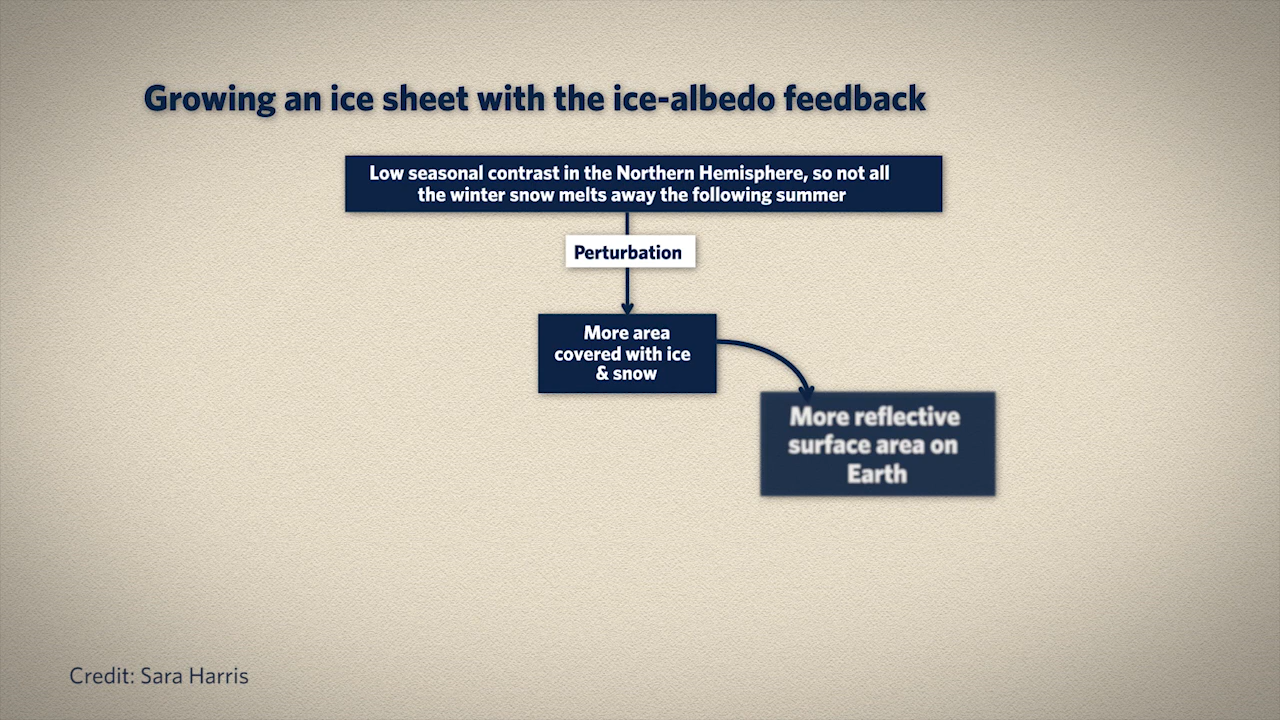 Growing an ice sheet with the ice-albedo feedback
Low seasonal contrast in the Northern Hemisphere, so not all
the winter snow melts away the following summer
Perturbation
More area
covered with ice
& snow
More reflective
surface area on
Earth
Credit: Sara Harris